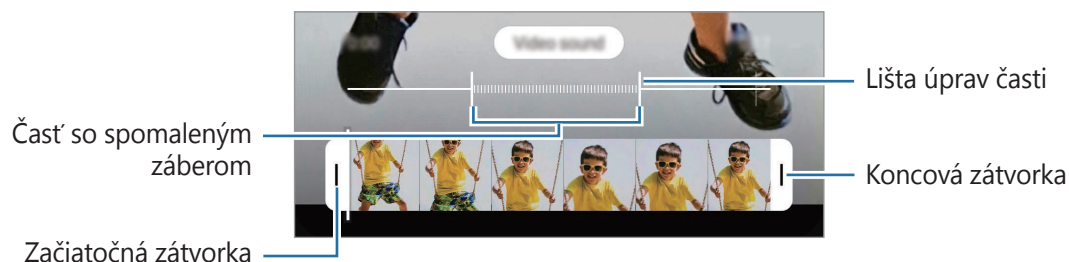 Video sound
Lišta úprav časti
Časť so spomaleným
záberom
Koncová zátvorka
Začiatočná zátvorka